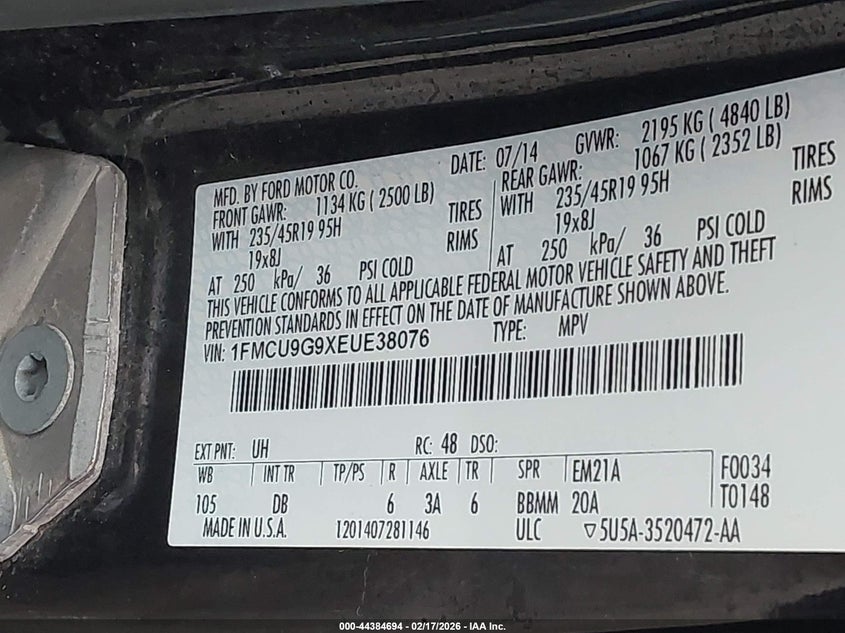 MFD. BY FORD MOTOR CO. DATE: 07/14 GVWR: 2195 KG ( 4840 LB)
FRONT GAWR: 1134 KG ( 2500 LB) REAR GAWR: 1067 KG ( 2352 LB)
WITH 235/45R19 95H TIRES WITH 235/45R19 95H TIRES
19x8J RIMS 19x8J RIMS
AT 250 kPa/ 36 PSI COLD AT 250 kPa/ 36 PSI COLD
THIS VEHICLE CONFORMS TO ALL APPLICABLE FEDERAL MOTOR VEHICLE SAFETY AND THEFT
PREVENTION STANDARDS IN EFFECT ON THE DATE OF MANUFACTURE SHOWN ABOVE.
VIN: 1FMCU9G9XEUE38076 TYPE: MPV
EXT PNT: UH RC: 48 DSO:
WB INT TR TP/PS R AXLE TR SPR EM21A F0034
105 DB 6 3A 6 BBMM 20A T0148
MADE IN U.S.A. 1201407281146 ULC ▽5U5A-3520472-AA
000-44384694 - 02/17/2026 - IAA Inc.